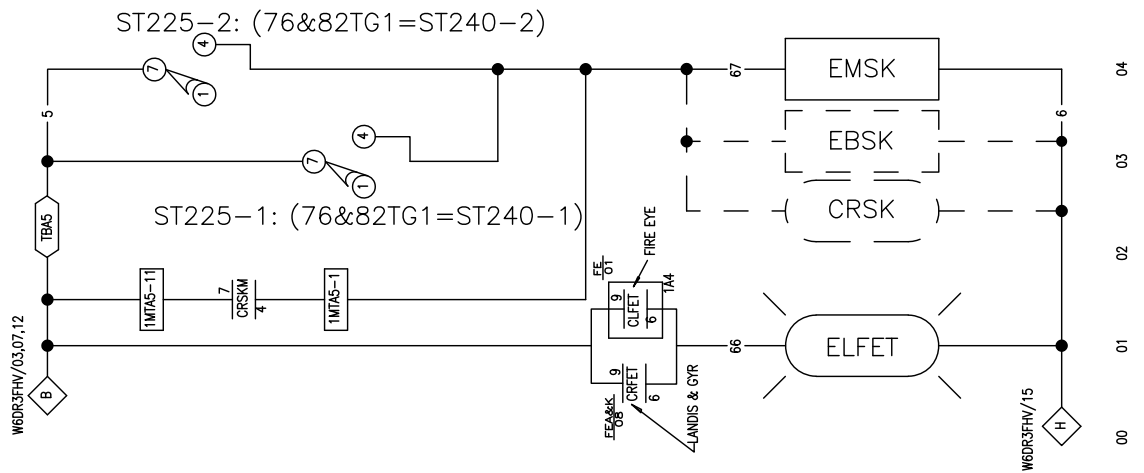 ST225-2: (76&82TG1=ST240-2)
4
7
1
5
67
EMSK
6
04
EBSK
03
4
7
1
ST225-1: (76&82TG1=ST240-1)
CRSK
TBA5
02
FIRE EYE
FE
01
1A4
1MTA5-11
7
CRSKM
4
1MTA5-1
9
CLFET
6
W6DR3FHV/03,07,12
66
ELFET
01
9
CRFET
6
B
FEA&K
08
LANDIS & GYR
W6DR3FHV/15
H
00